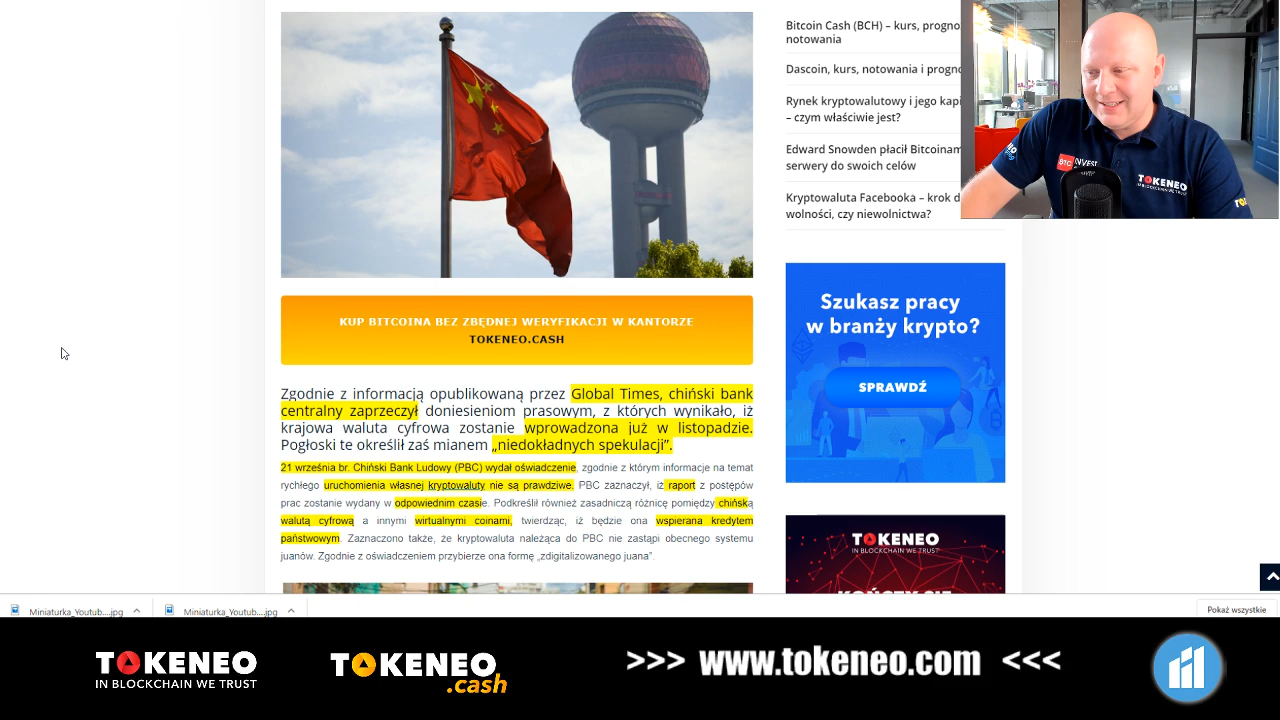 Bitcoin Cash (BCH) – kurs, progno
notowania
Dascoin, kurs, notowania i progno
Rynek kryptowalutowy i jego kapi
– czym właściwie jest?
Edward Snowden płacił Bitcoinam
serwery do swoich celów
Kryptowaluta Facebooka – krok d
wolności, czy niewolnictwa?
BTC INVEST
TOKENEO
IN BLOCKCHAIN WE TRUST
KUP BITCOINA BEZ ZBĘDNEJ WERYFIKACJI W KANTORZE
TOKENEO.CASH
Szukasz pracy
w branży krypto?
SPRAWDŹ
Zgodnie z informacją opublikowaną przez Global Times, chiński bank
centralny zaprzeczył doniesieniom prasowym, z których wynikało, iż
krajowa waluta cyfrowa zostanie wprowadzona już w listopadzie.
Pogłoski te określił zaś mianem „niedokładnych spekulacji”.
21 września br. Chiński Bank Ludowy (PBC) wydał oświadczenie, zgodnie z którym informacje na temat
rychłego uruchomienia własnej kryptowaluty nie są prawdziwe. PBC zaznaczył, iż raport z postępów
prac zostanie wydany w odpowiednim czasie. Podkreślił również zasadniczą różnicę pomiędzy chińską
walutą cyfrową a innymi wirtualnymi coinami, twierdząc, iż będzie ona wspierana kredytem
państwowym. Zaznaczono także, że kryptowaluta należąca do PBC nie zastąpi obecnego systemu
juanów. Zgodnie z oświadczeniem przybierze ona formę „zdigitalizowanego juana”.
TOKENEO
IN BLOCKCHAIN WE TRUST
KOŃCZY SIĘ
Miniaturka_Youtub....jpg
Miniaturka_Youtub....jpg
Pokaż wszystkie
TOKENEO
IN BLOCKCHAIN WE TRUST
TOKENEO
.cash
>>> www.tokeneo.com <<<